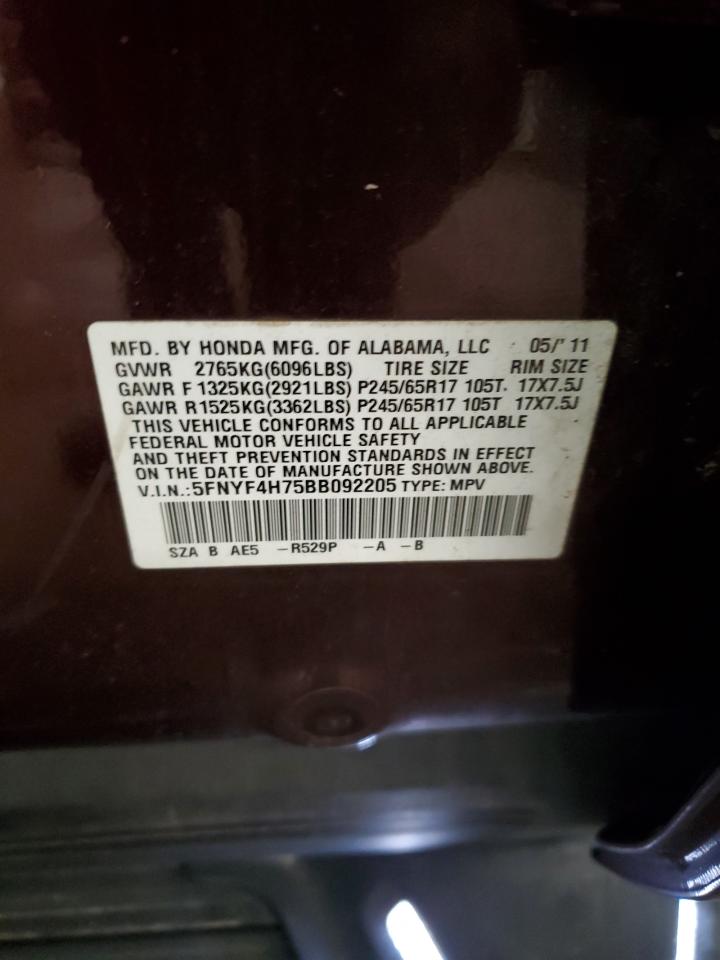 MFD. BY HONDA MFG. OF ALABAMA, LLC 05/'11
GVWR 2765KG(6096LBS) TIRE SIZE RIM SIZE
GAWR F 1325KG(2921LBS) P245/65R17 105T 17X7.5J
GAWR R1525KG(3362LBS) P245/65R17 105T 17X7.5J
THIS VEHICLE CONFORMS TO ALL APPLICABLE
FEDERAL MOTOR VEHICLE SAFETY
AND THEFT PREVENTION STANDARDS IN EFFECT
ON THE DATE OF MANUFACTURE SHOWN ABOVE.
V.I.N.:5FNYF4H75BB092205 TYPE: MPV
SZA B AE5 -R529P -A -B